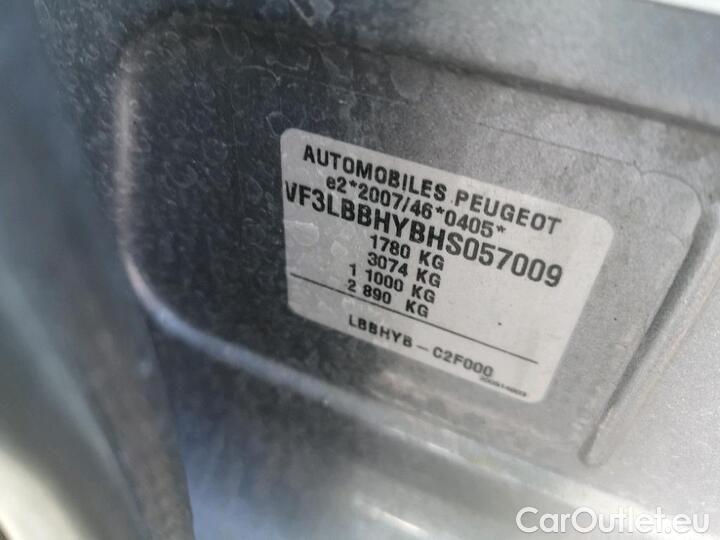 AUTOMOBILES PEUGEOT
e2*2007/46*0405*
VF3LBBHYBHS057009
1780 KG
3074 KG
1 1000 KG
2 890 KG
LBBHYB - C2F000
CarOutlet.eu